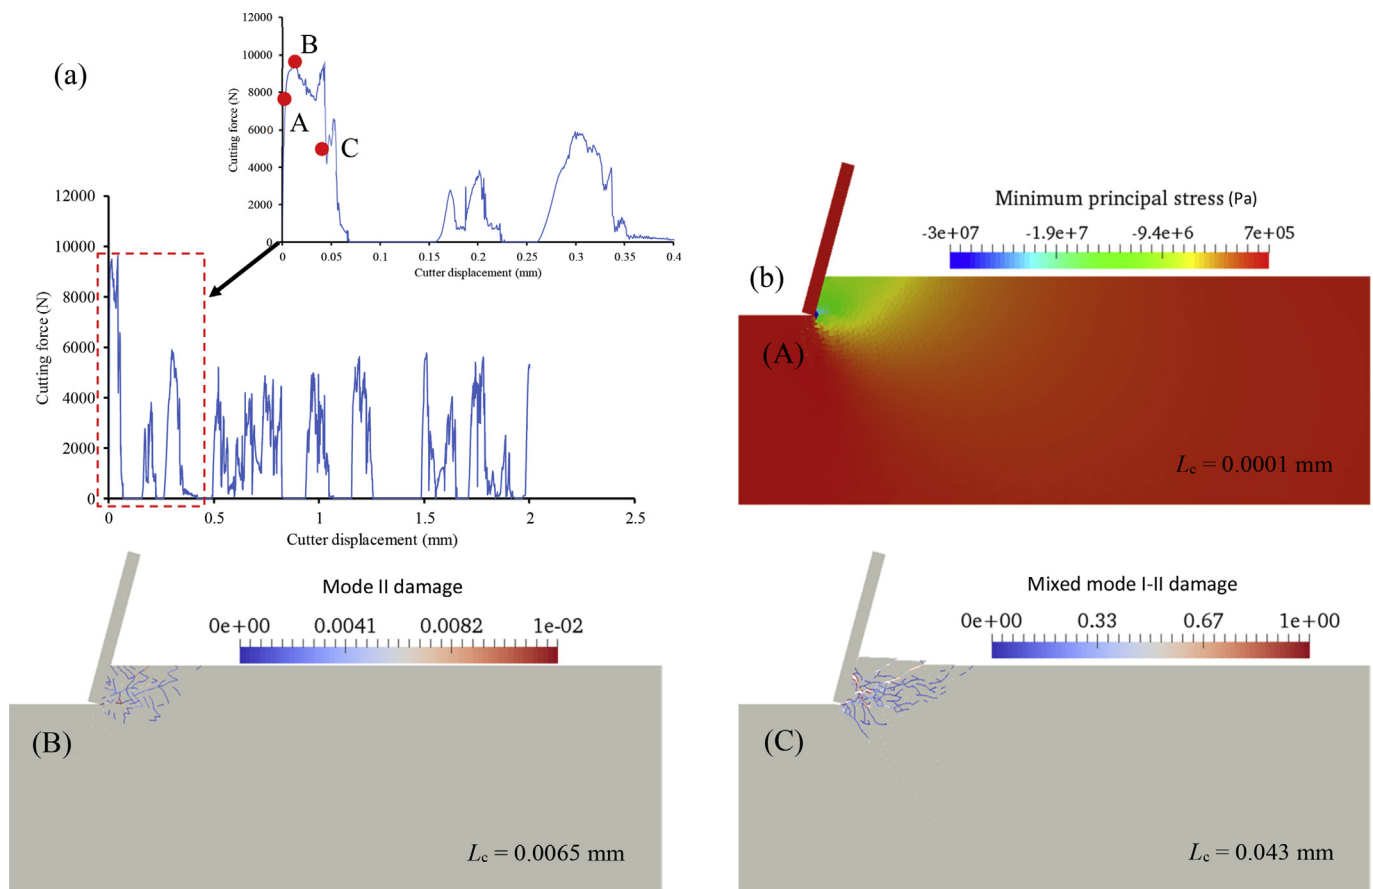 (a)
12000
10000
8000
6000
4000
2000
0
Cutting force (N)
B
A
C
0
0.05
0.1
0.15
0.2
0.25
0.3
0.35
0.4
Cutter displacement (mm)
12000
10000
8000
6000
4000
2000
0
Cutting force (N)
0
0.5
1
1.5
2
2.5
Cutter displacement (mm)
(b)
Minimum principal stress (Pa)
-3e+07 -1.9e+7 -9.4e+6 7e+05
(A)
Lc = 0.0001 mm
Mode II damage
0e+00 0.0041 0.0082 1e-02
(B)
Lc = 0.0065 mm
Mixed mode I-II damage
0e+00 0.33 0.67 1e+00
(C)
Lc = 0.043 mm